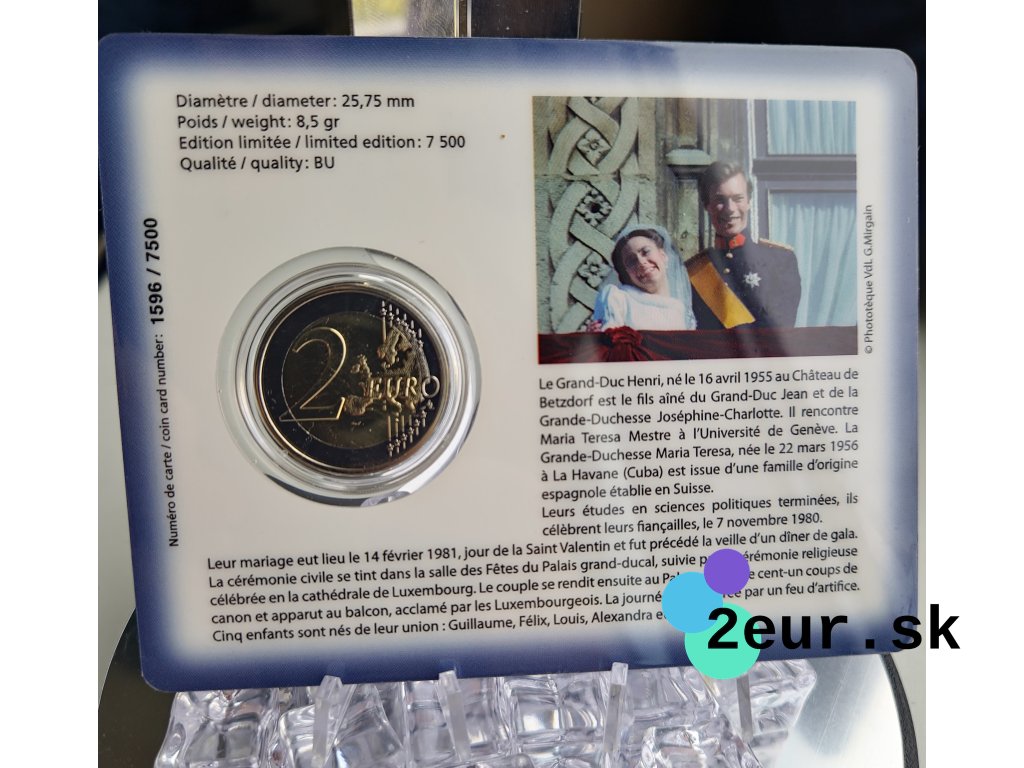 Diamètre / diameter: 25,75 mm
Poids / weight: 8,5 gr
Edition limitée / limited edition: 7 500
Qualité / quality: BU
Numéro de carte / coin card number: 1596 / 7500
2 EURO
© Phototèque VdL G.Mirgain
Le Grand-Duc Henri, né le 16 avril 1955 au Château de
Betzdorf est le fils aîné du Grand-Duc Jean et de la
Grande-Duchesse Joséphine-Charlotte. Il rencontre
Maria Teresa Mestre à l'Université de Genève. La
Grande-Duchesse Maria Teresa, née le 22 mars 1956
à La Havane (Cuba) est issue d'une famille d'origine
espagnole établie en Suisse.
Leurs études en sciences politiques terminées, ils
célèbrent leurs fiançailles, le 7 novembre 1980.
Leur mariage eut lieu le 14 février 1981, jour de la Saint Valentin et fut précédé la veille d'un dîner de gala.
La cérémonie civile se tint dans la salle des Fêtes du Palais grand-ducal, suivie cérémonie religieuse
célébrée en la cathédrale de Luxembourg. Le couple se rendit ensuite au cent-un coups de
canon et apparut au balcon, acclamé par les Luxembourgeois. La journée par un feu d'artifice.
Cinq enfants sont nés de leur union : Guillaume, Félix, Louis, Alexandra
2eur.sk